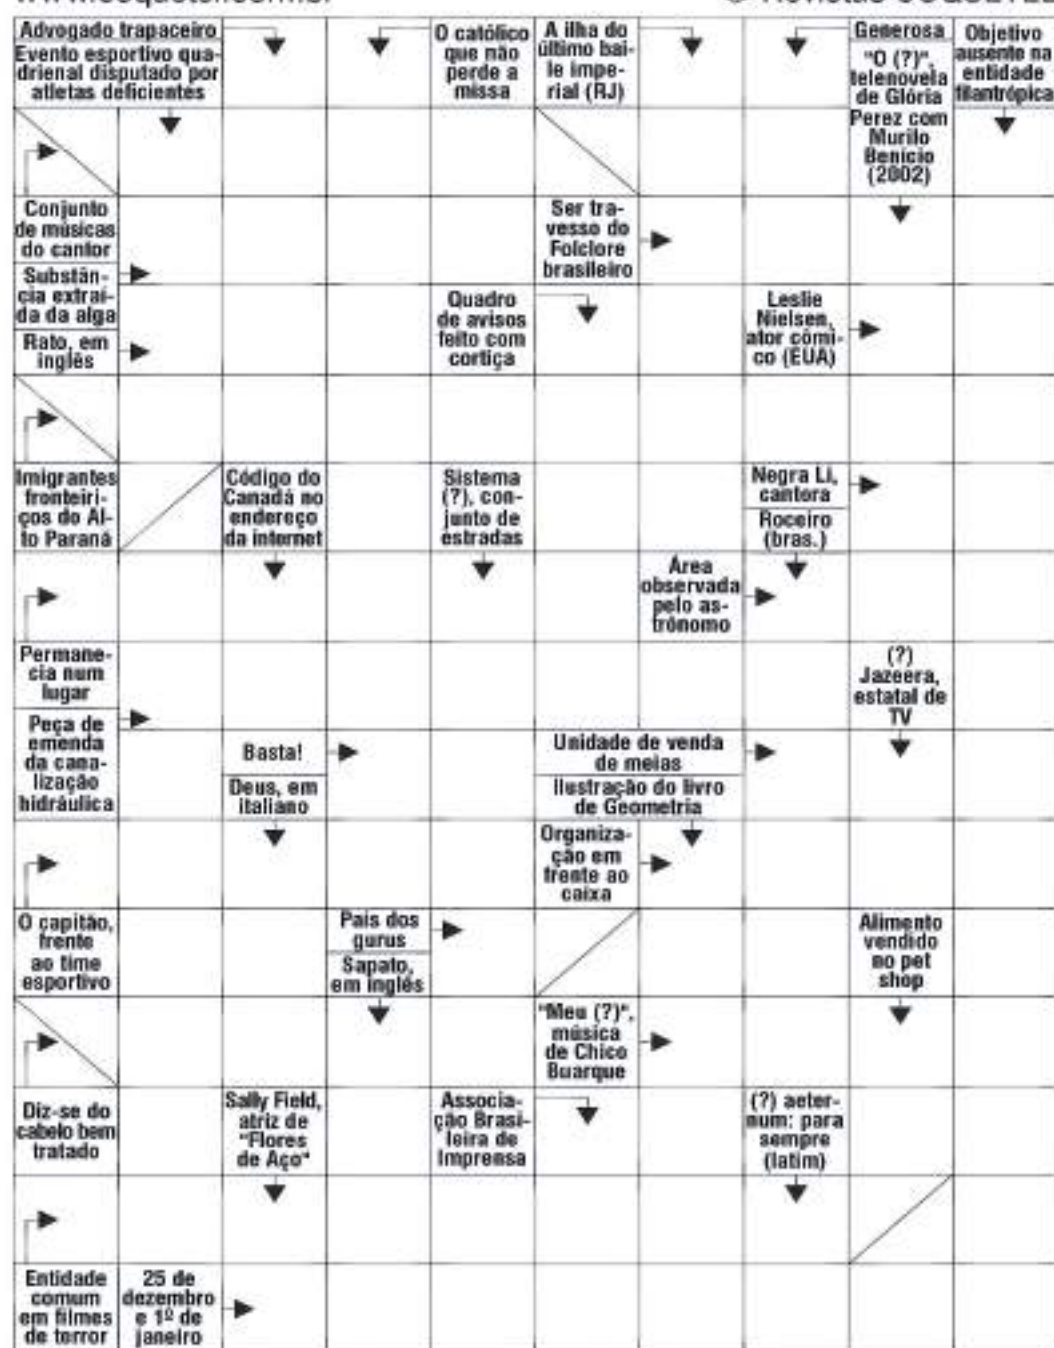 Advogado trapaceiro
Evento esportivo qua-
drienal disputado por
atletas deficientes
O católico
que não
perde a
missa
A ilha do
último bai-
le impe-
rial (RJ)
Generosa
"O (?)",
telenovela
de Glória
Perez com
Murilo
Benício
(2002)
Objetivo
ausente na
entidade
filantrópica
Conjunto
de músicas
do cantor
Ser tra-
vesso do
Folclore
brasileiro
Substân-
cia extraí-
da da alga
Rato, em
inglês
Quadro
de avisos
feito com
cortiça
Leslie
Nielsen,
ator cômi-
co (EUA)
Imigrantes
fronteiri-
ços do Al-
to Paraná
Código do
Canadá no
endereço
da internet
Sistema
(?), con-
junto de
estradas
Negra Li,
cantora
Roceiro
(bras.)
Área
observada
pelo as-
trônomo
Permane-
cia num
lugar
(?)
Jazeera,
estatal de
TV
Peça de
emenda
da cana-
lização
hidráulica
Basta!
Deus, em
italiano
Unidade de venda
de meias
Ilustração do livro
de Geometria
Organiza-
ção em
frente ao
caixa
O capitão,
frente
ao time
esportivo
País dos
gurus
Sapato,
em inglês
Alimento
vendido
no pet
shop
"Meu (?)",
música
de Chico
Buarque
Diz-se do
cabelo bem
tratado
Sally Field,
atriz de
"Flores
de Aço"
Associa-
ção Brasi-
leira de
Imprensa
(?) aeter-
num: para
sempre
(latim)
Entidade
comum
em filmes
de terror
25 de
dezembro
e 1º de
janeiro